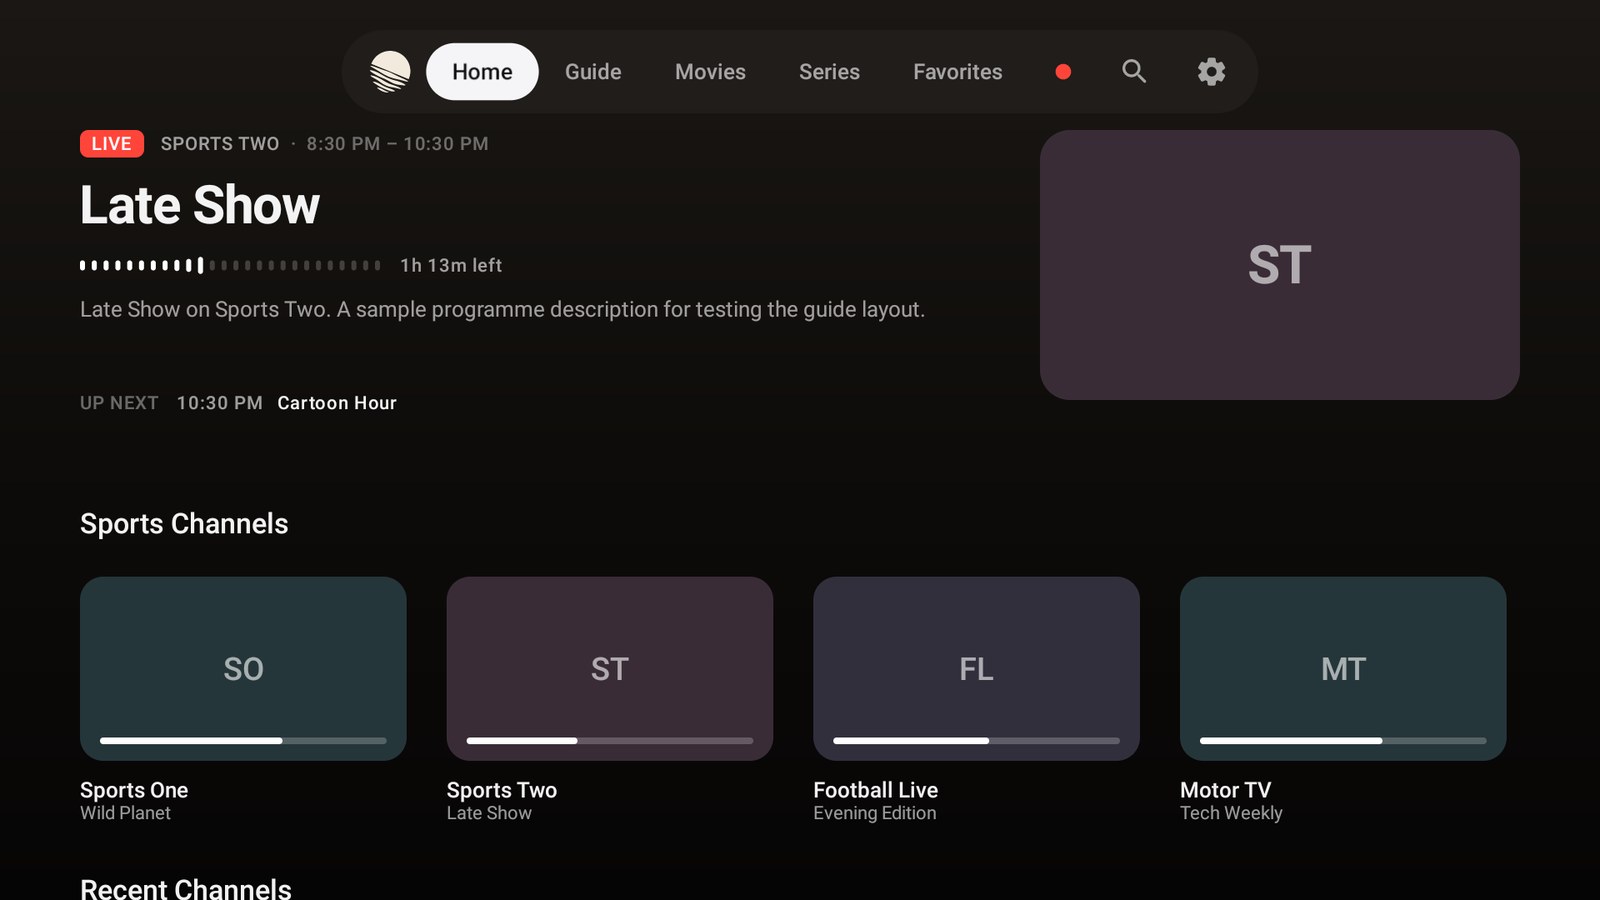 Home Guide Movies Series Favorites
LIVE SPORTS TWO · 8:30 PM – 10:30 PM
Late Show
1h 13m left
Late Show on Sports Two. A sample programme description for testing the guide layout.
UP NEXT 10:30 PM Cartoon Hour
ST
Sports Channels
SO ST FL MT
Sports One Sports Two Football Live Motor TV
Wild Planet Late Show Evening Edition Tech Weekly
Recent Channels